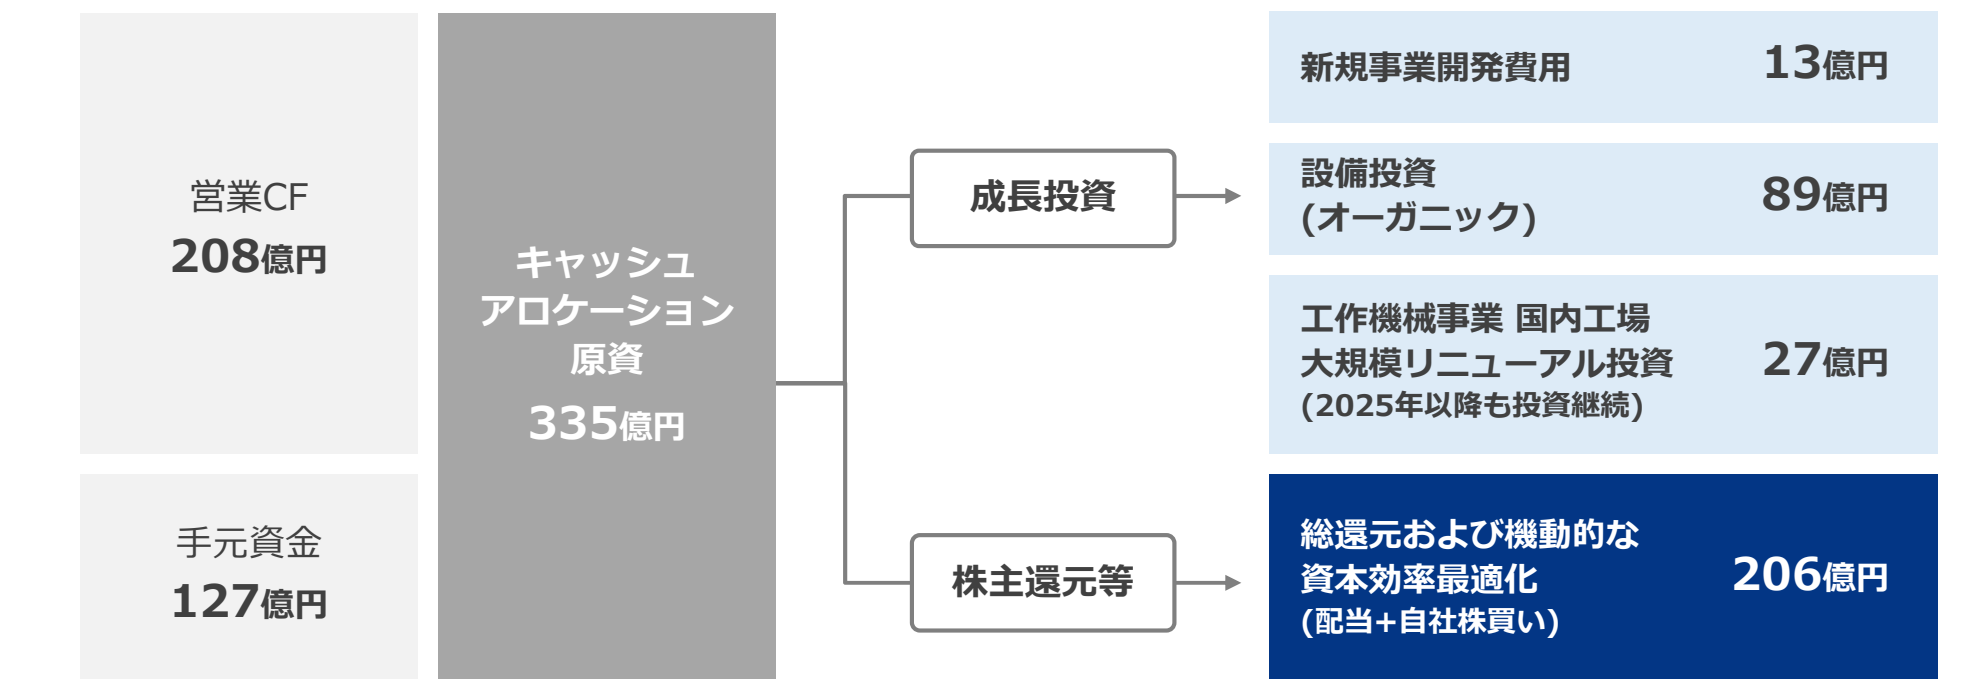 営業CF
208億円
手元資金
127億円
キャッシュ
アロケーション
原資
335億円
成長投資
株主還元等
新規事業開発費用 13億円
設備投資
(オーガニック)
89億円
工作機械事業 国内工場
大規模リニューアル投資
(2025年以降も投資継続)
27億円
総還元および機動的な
資本効率最適化
(配当+自社株買い)
206億円